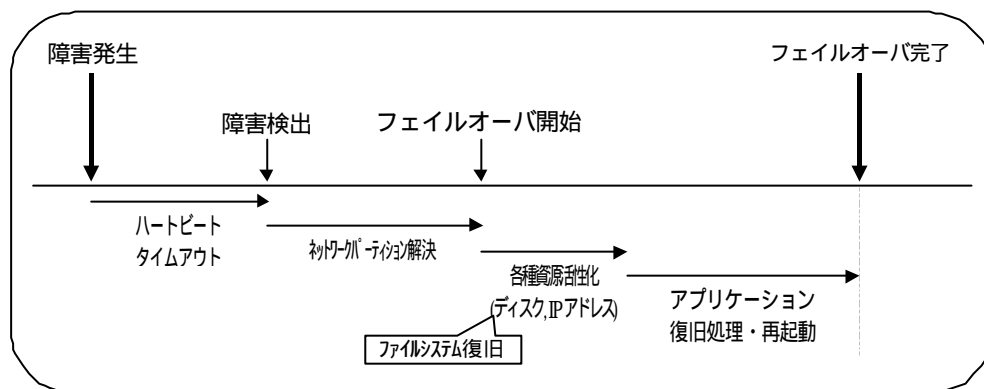 障害発生
フェイルオーバ完了
障害検出
フェイルオーバ開始
ハートビート
タイムアウト
ﾈｯﾄﾜｰｸﾊﾟｰﾃｨｼｮﾝ解決
各種資源活性化
(ディスク,IPアドレス)
アプリケーション
復旧処理・再起動
ファイルシステム復旧